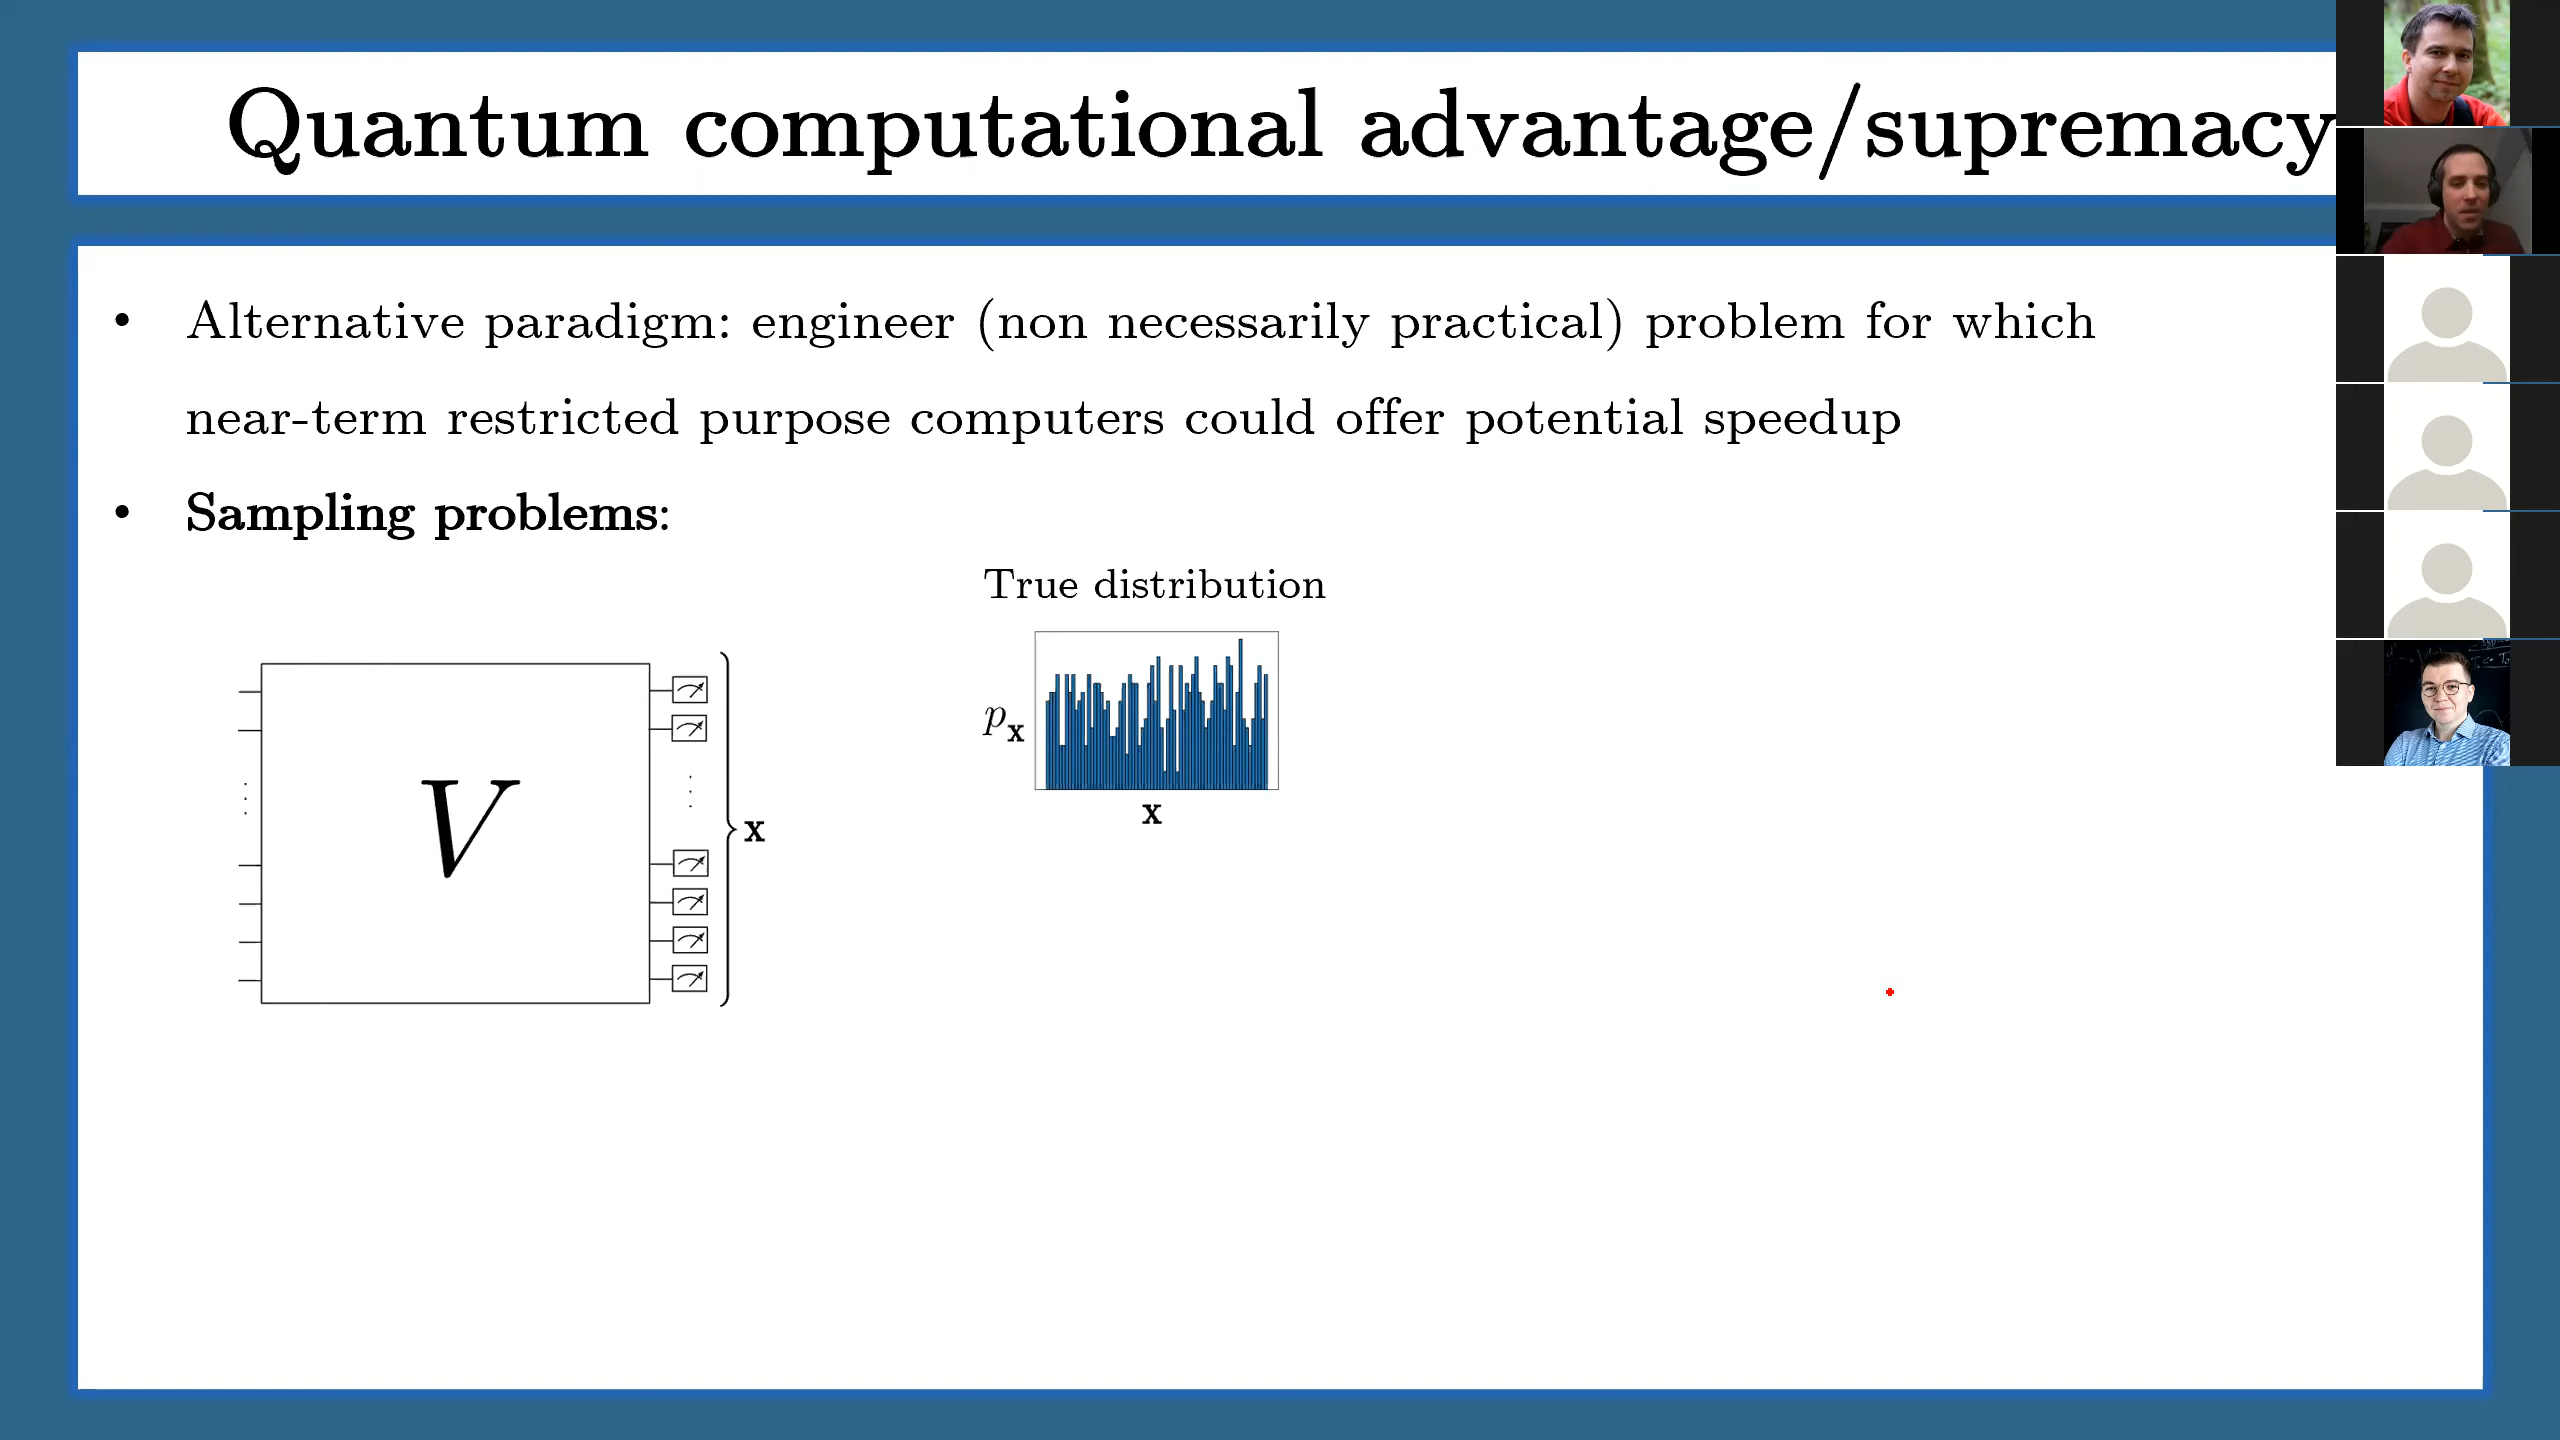 Quantum computational advantage/supremacy
• Alternative paradigm: engineer (non necessarily practical) problem for which
near-term restricted purpose computers could offer potential speedup
• Sampling problems:
True distribution
p_x
x
V
x